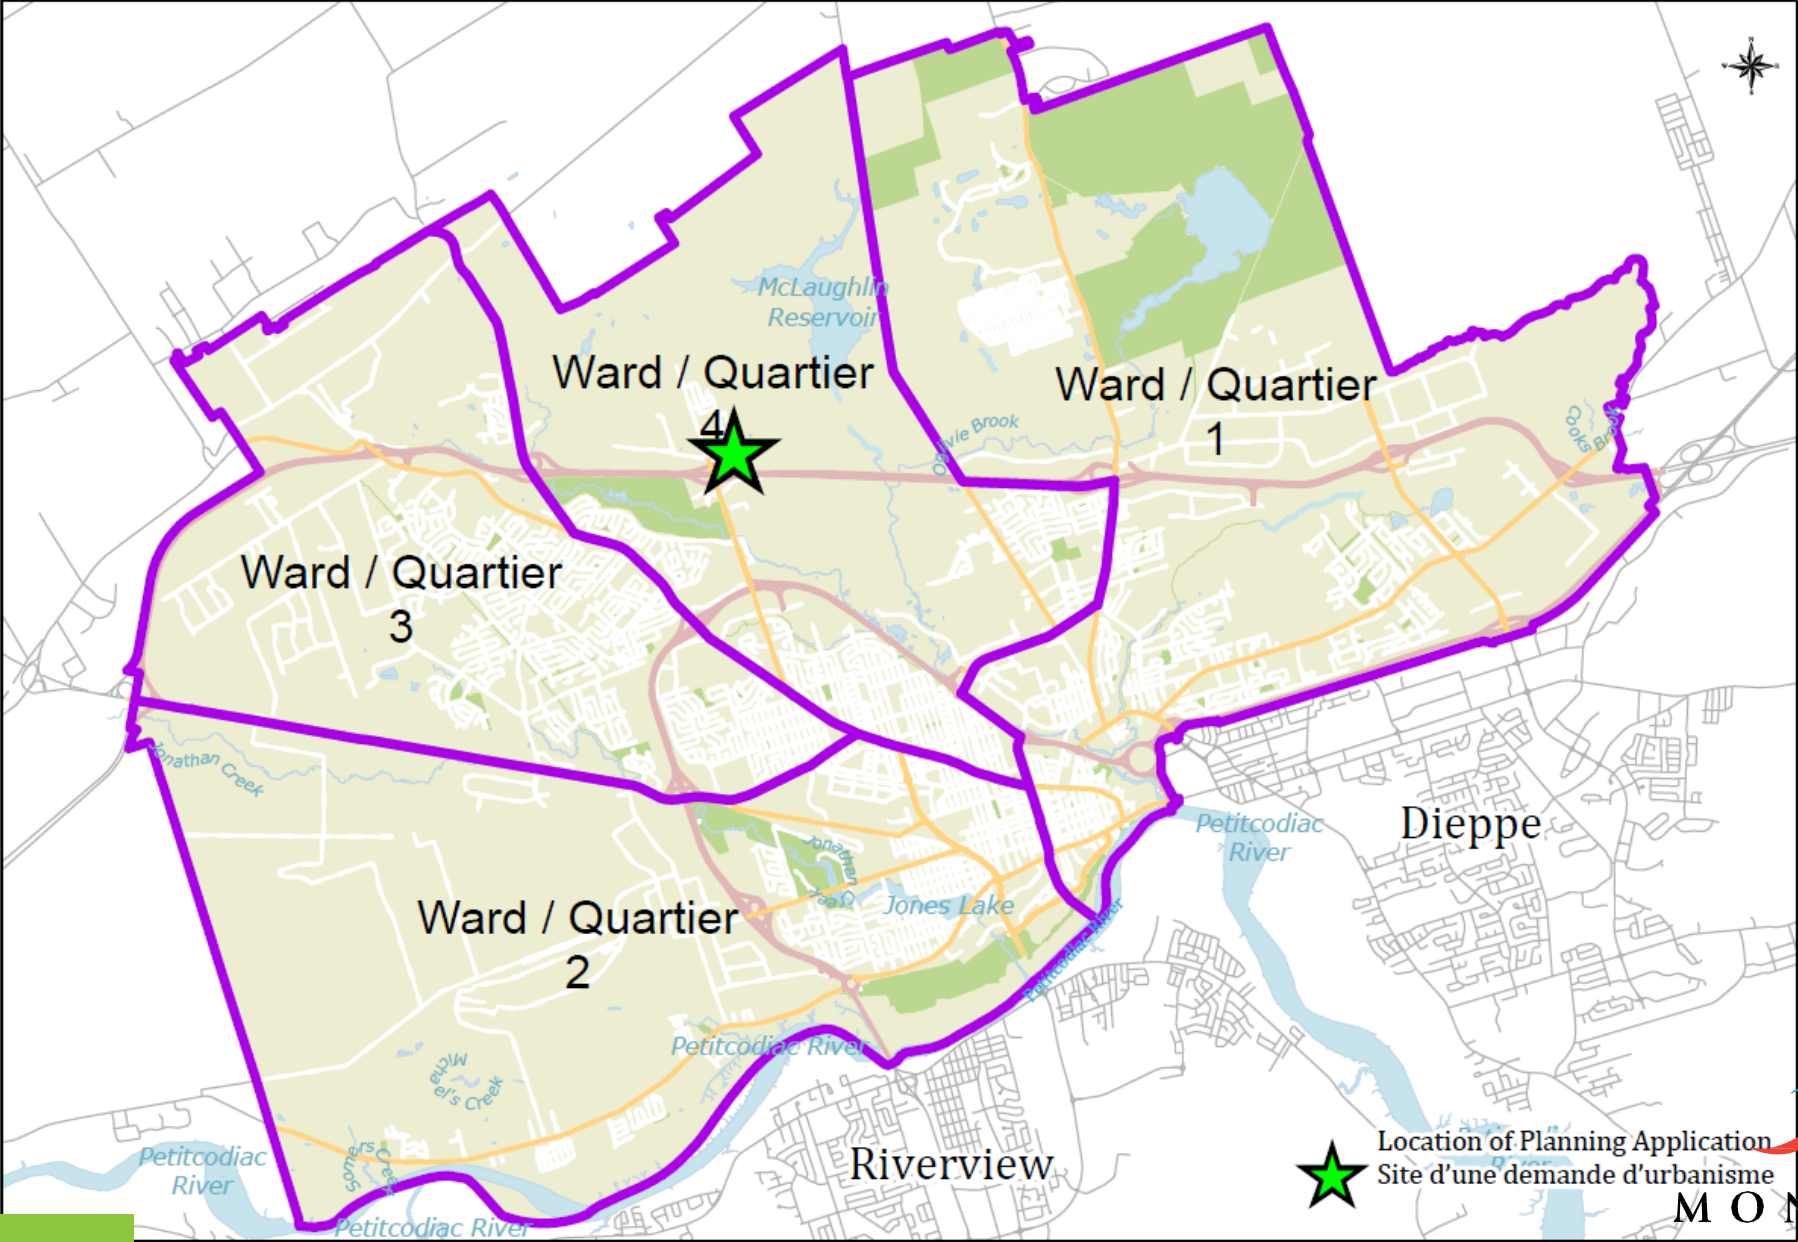 N
McLaughlin
Reservoir
Ward / Quartier
4
Ward / Quartier
1
Ogilvie Brook
Cooks Brook
Ward / Quartier
3
Jonathan Creek
Petitcodiac
River
Dieppe
Jonathan Creek
Jones Lake
Ward / Quartier
2
Petitcodiac River
Petitcodiac River
Michael's Creek
Somers Creek
Petitcodiac
River
Riverview
Location of Planning Application
Site d'une demande d'urbanisme
River
Petitcodiac River
MON